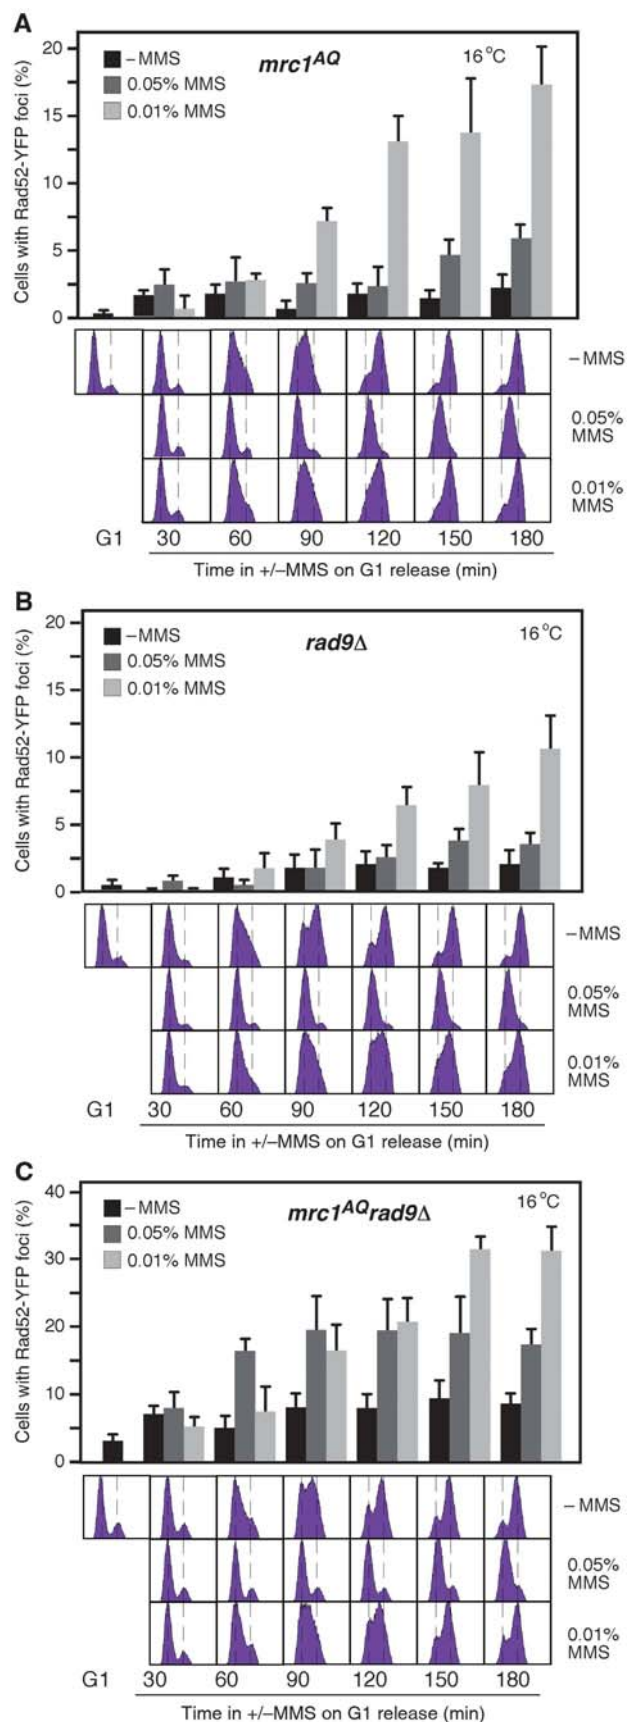 A
mrc1^AQ
16 °C
–MMS
0.05% MMS
0.01% MMS
Cells with Rad52-YFP foci (%)
20
15
10
5
0
–MMS
0.05%
MMS
0.01%
MMS
G1 30 60 90 120 150 180
Time in +/–MMS on G1 release (min)
B
rad9Δ
16 °C
–MMS
0.05% MMS
0.01% MMS
Cells with Rad52-YFP foci (%)
20
15
10
5
0
–MMS
0.05%
MMS
0.01%
MMS
G1 30 60 90 120 150 180
Time in +/–MMS on G1 release (min)
C
mrc1^AQ rad9Δ
16 °C
–MMS
0.05% MMS
0.01% MMS
Cells with Rad52-YFP foci (%)
40
30
20
10
0
–MMS
0.05%
MMS
0.01%
MMS
G1 30 60 90 120 150 180
Time in +/–MMS on G1 release (min)